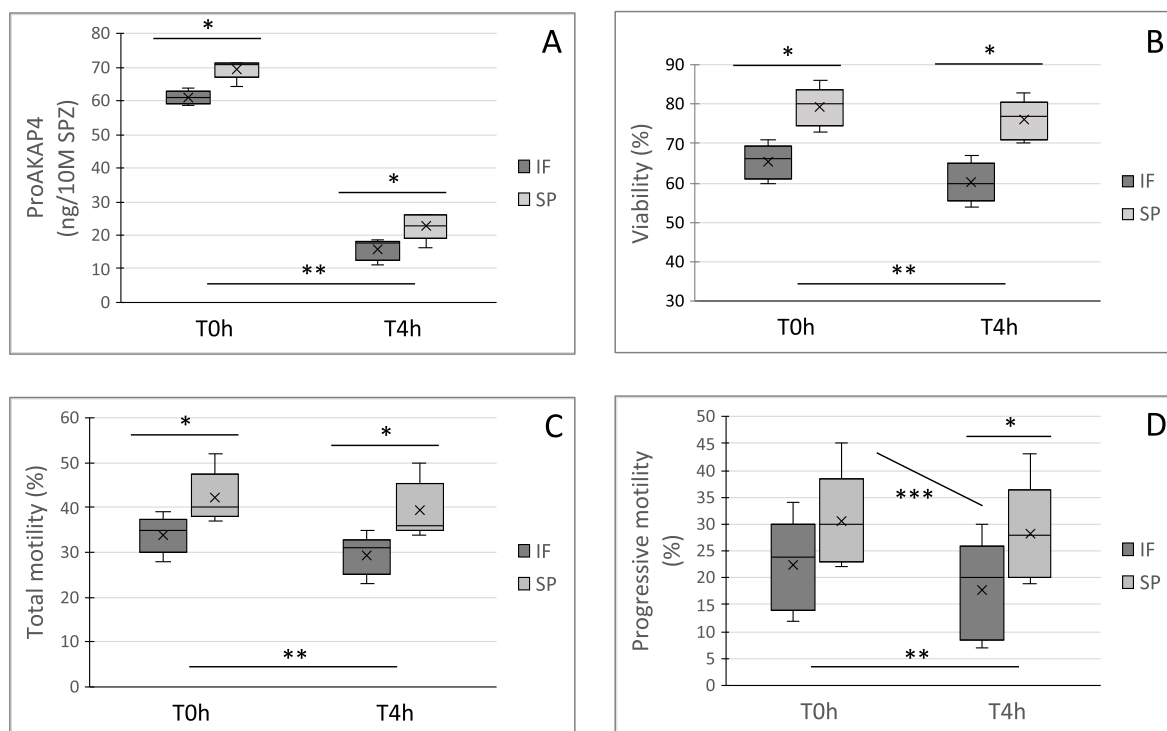 A
80
70
60
50
40
30
20
10
0
ProAKAP4
(ng/10M SPZ)
*
*
**
T0h T4h
IF
SP
B
90
80
70
60
50
40
30
Viability (%)
*
*
**
T0h T4h
IF
SP
C
60
50
40
30
20
10
0
Total motility (%)
*
*
**
T0h T4h
IF
SP
D
50
45
40
35
30
25
20
15
10
5
0
Progressive motility
(%)
*
***
**
T0h T4h
IF
SP